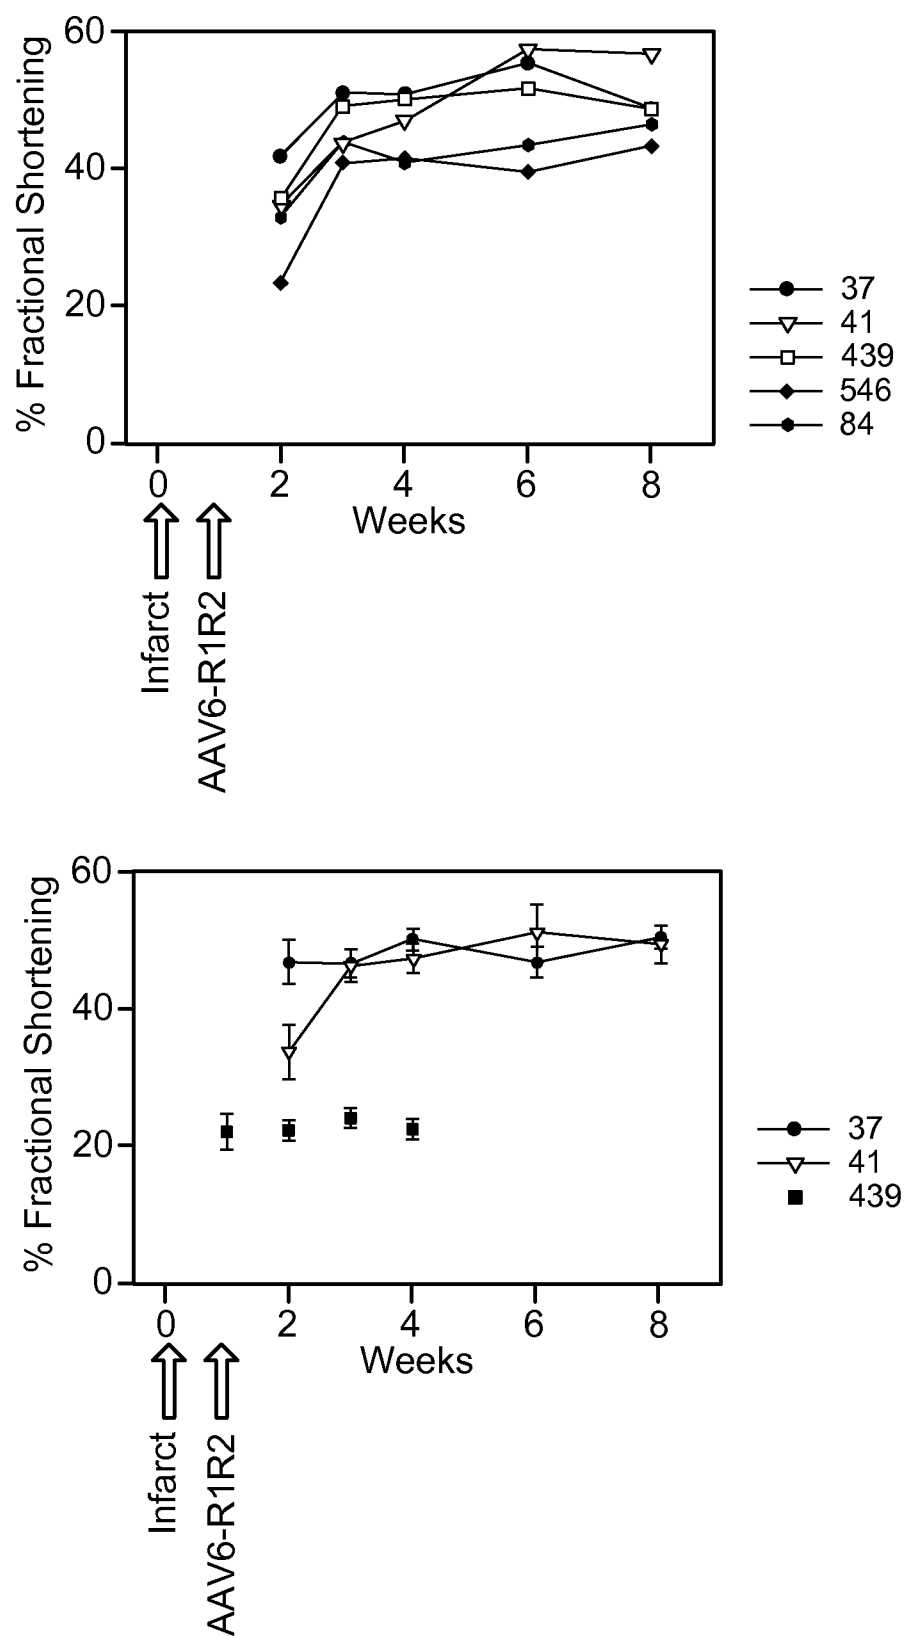 % Fractional Shortening
60
40
20
0
0 2 4 6 8
Weeks
Infarct
AAV6-R1R2
37
41
439
546
84
% Fractional Shortening
60
40
20
0
0 2 4 6 8
Weeks
Infarct
AAV6-R1R2
37
41
439